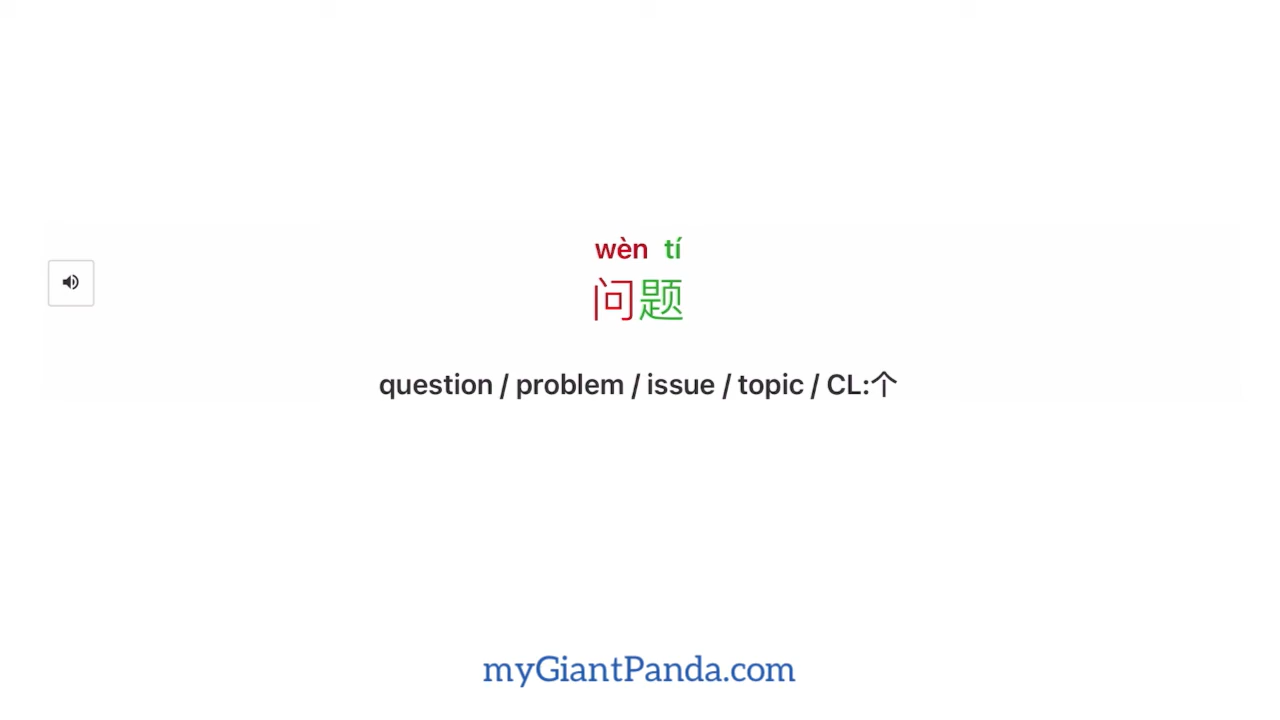 wèn tí
问题
question / problem / issue / topic / CL:个
myGiantPanda.com